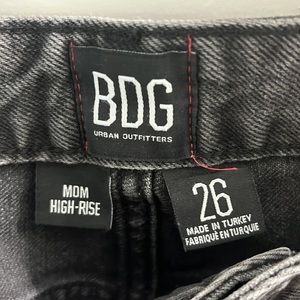 BDG
URBAN OUTFITTERS
MOM
HIGH-RISE
26
MADE IN TURKEY
FABRIQUÉ EN TURQUIE